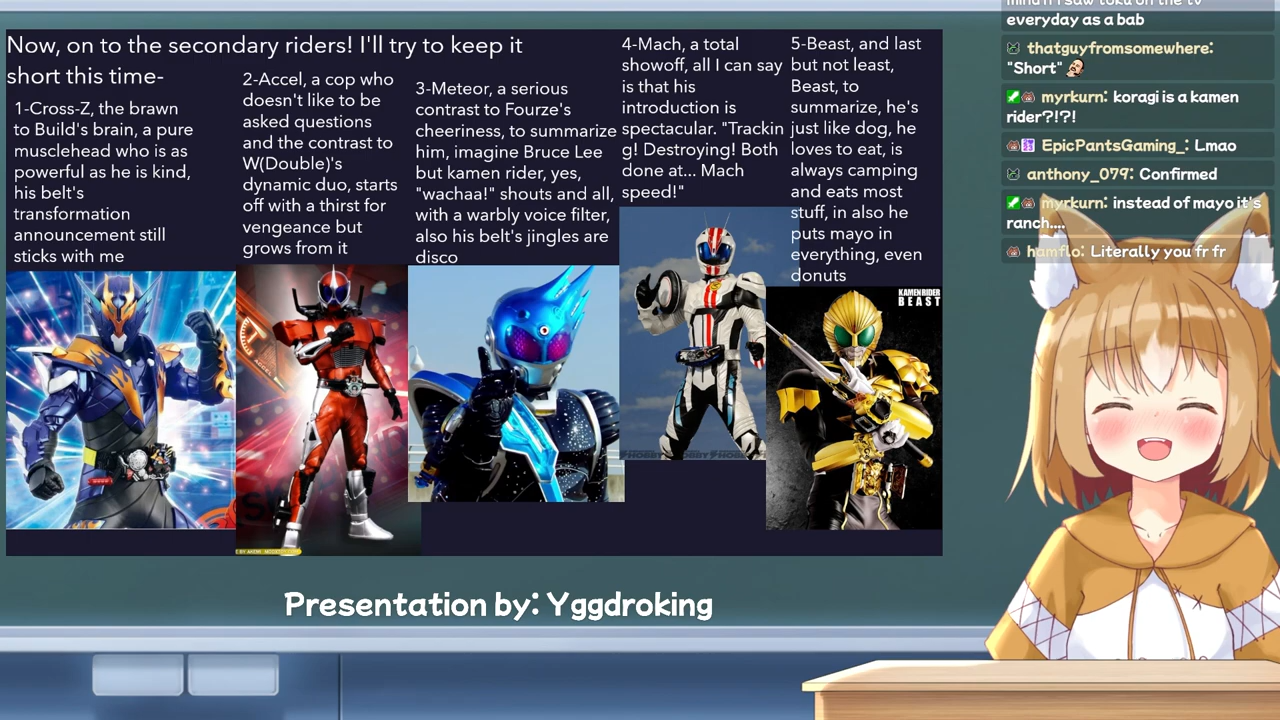 Now, on to the secondary riders! I'll try to keep it
short this time-
1-Cross-Z, the brawn
to Build's brain, a pure
musclehead who is as
powerful as he is kind,
his belt's
transformation
announcement still
sticks with me
2-Accel, a cop who
doesn't like to be
asked questions
and the contrast to
W(Double)'s
dynamic duo, starts
off with a thirst for
vengeance but
grows from it
3-Meteor, a serious
contrast to Fourze's
cheeriness, to summarize
him, imagine Bruce Lee
but kamen rider, yes,
"wachaa!" shouts and all,
with a warbly voice filter,
also his belt's jingles are
disco
4-Mach, a total
showoff, all I can say
is that his
introduction is
spectacular. "Trackin
g! Destroying! Both
done at... Mach
speed!"
5-Beast, and last
but not least,
Beast, to
summarize, he's
just like dog, he
loves to eat, is
always camping
and eats most
stuff, in also he
puts mayo in
everything, even
donuts
KAMEN RIDER
BEAST
Presentation by: Yggdroking
everyday as a bab
thatguyfromsomewhere:
"Short"
myrkurn: koragi is a kamen
rider?!?!
EpicPantsGaming_: Lmao
anthony_079: Confirmed
myrkurn: instead of mayo it's
ranch....
hamflo: Literally you fr fr